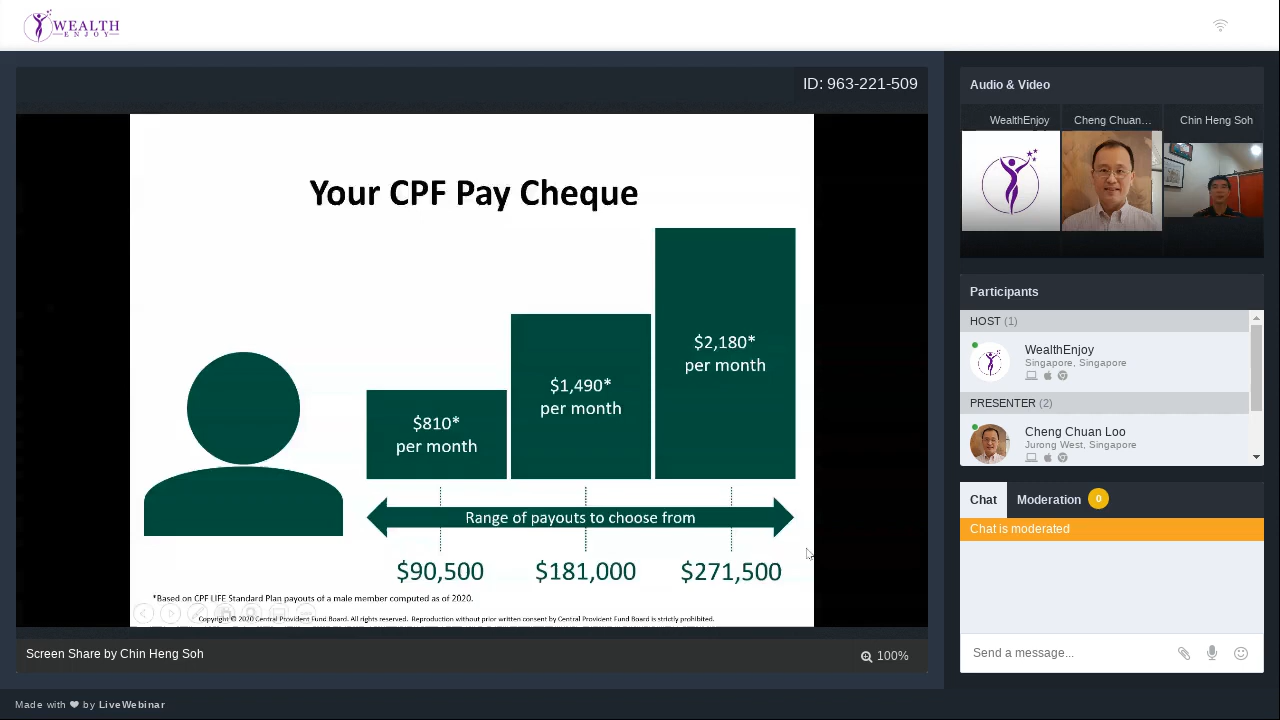 WEALTH
ENJOY
ID: 963-221-509
Your CPF Pay Cheque
$810*
per month
$1,490*
per month
$2,180*
per month
Range of payouts to choose from
$90,500
$181,000
$271,500
*Based on CPF LIFE Standard Plan payouts of a male member computed as of 2020.
Copyright © 2020 Central Provident Fund Board. All rights reserved. Reproduction without prior written consent by Central Provident Fund Board is strictly prohibited.
Screen Share by Chin Heng Soh
100%
Made with ❤ by LiveWebinar
Audio & Video
WealthEnjoy
Cheng Chuan...
Chin Heng Soh
Participants
HOST (1)
WealthEnjoy
Singapore, Singapore
PRESENTER (2)
Cheng Chuan Loo
Jurong West, Singapore
Chat
Moderation
0
Chat is moderated
Send a message...